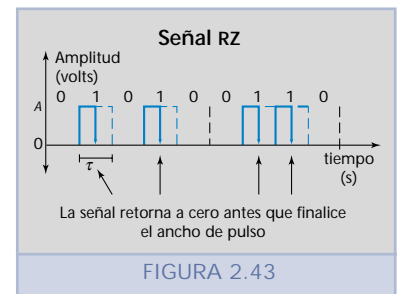 Señal RZ
Amplitud
(volts)
0 1 0 1 0 0 1 1 0
A
0
τ
tiempo
(s)
La señal retorna a cero antes que finalice
el ancho de pulso
FIGURA 2.43